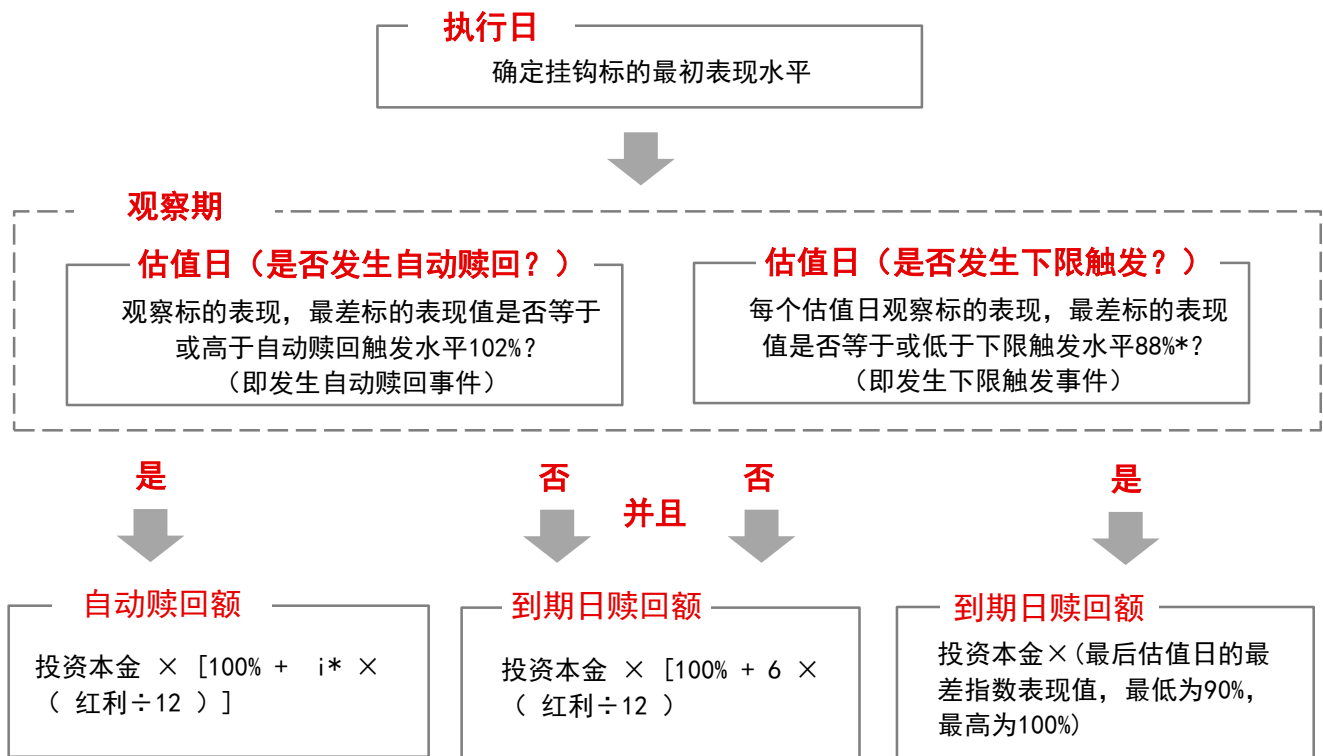 执行日
确定挂钩标的最初表现水平
观察期
估值日（是否发生自动赎回？）
观察标的表现，最差标的表现值是否等于
或高于自动赎回触发水平102%？
（即发生自动赎回事件）
估值日（是否发生下限触发？）
每个估值日观察标的表现，最差标的表现
值是否等于或低于下限触发水平88%*？
（即发生下限触发事件）
是
否
并且
否
是
自动赎回额
投资本金 × [100% + i* ×
（ 红利÷12 ）]
到期日赎回额
投资本金 × [100% + 6 ×
（ 红利÷12 ）
到期日赎回额
投资本金×(最后估值日的最
差指数表现值，最低为90%，
最高为100%)